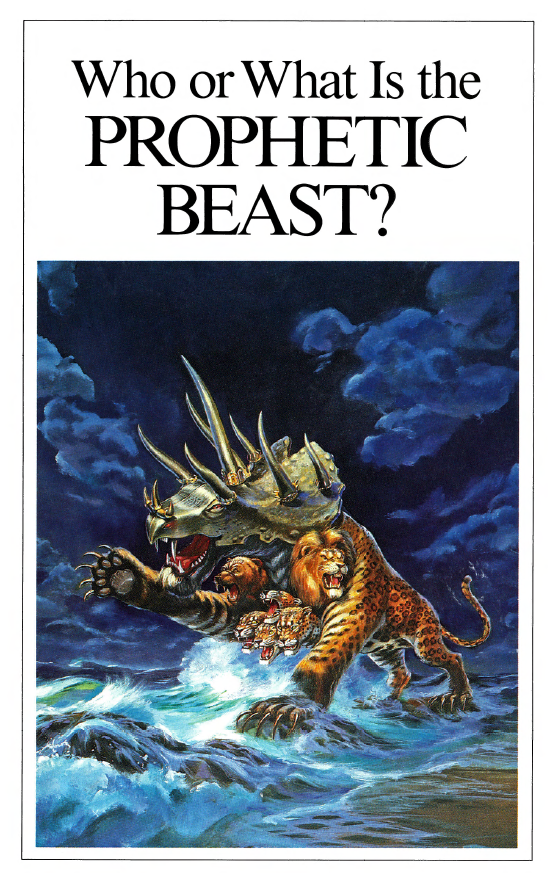 Who or What Is the
PROPHETIC
BEAST?